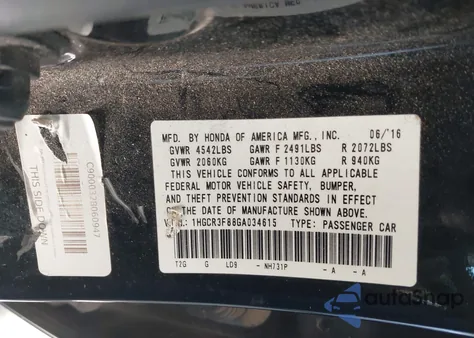 MFD. BY HONDA OF AMERICA MFG., INC. 06/16
GVWR 4542LBS GAWR F 2491LBS R 2072LBS
GVWR 2060KG GAWR F 1130KG R 940KG
THIS VEHICLE CONFORMS TO ALL APPLICABLE
FEDERAL MOTOR VEHICLE SAFETY, BUMPER,
AND THEFT PREVENTION STANDARDS IN EFFECT
THE DATE OF MANUFACTURE SHOWN ABOVE.
V.I.N.: 1HGCR3F88GA034615 TYPE: PASSENGER CAR
T2G G LD9 - NH731P - A - A
THIS SIDE DOWN
autoSnap